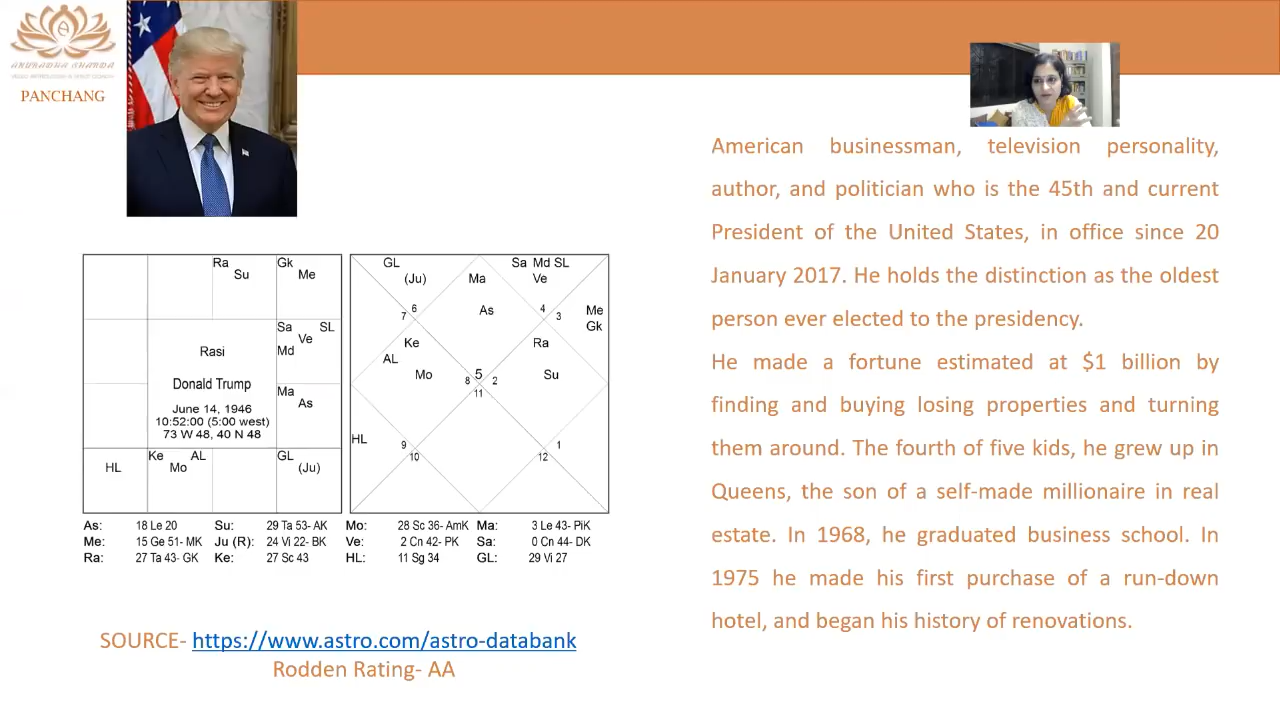 ANURADHA SHARDA
PANCHANG
American businessman, television personality,
author, and politician who is the 45th and current
President of the United States, in office since 20
January 2017. He holds the distinction as the oldest
person ever elected to the presidency.
He made a fortune estimated at $1 billion by
finding and buying losing properties and turning
them around. The fourth of five kids, he grew up in
Queens, the son of a self-made millionaire in real
estate. In 1968, he graduated business school. In
1975 he made his first purchase of a run-down
hotel, and began his history of renovations.
Ra
Su
Gk
Me
Sa SL
Ve
Md
Rasi
Donald Trump
June 14, 1946
10:52:00 (5:00 west)
73 W 48, 40 N 48
Ma
As
HL
Ke AL
Mo
GL
(Ju)
GL
(Ju)
Ma
Sa Md SL
Ve
As
6
7
4
3
Me
Gk
Ke
AL
Mo
Ra
Su
5
8 2
11
HL
9
10
1
12
As: 18 Le 20 Su: 29 Ta 53- AK Mo: 28 Sc 36- AmK Ma: 3 Le 43- PiK
Me: 15 Ge 51- MK Ju (R): 24 Vi 22- BK Ve: 2 Cn 42- PK Sa: 0 Cn 44- DK
Ra: 27 Ta 43- GK Ke: 27 Sc 43 HL: 11 Sg 34 GL: 29 Vi 27
SOURCE- https://www.astro.com/astro-databank
Rodden Rating- AA